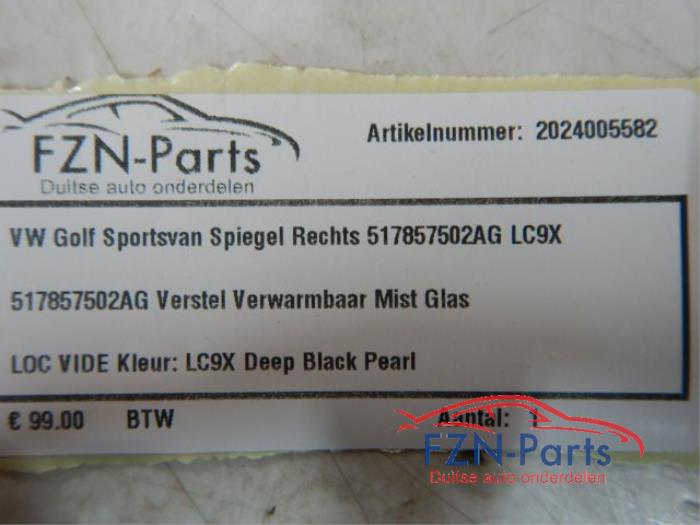 FZN-Parts
Duitse auto onderdelen
Artikelnummer: 2024005582
VW Golf Sportsvan Spiegel Rechts 517857502AG LC9X
517857502AG Verstel Verwarmbaar Mist Glas
LOC VIDE Kleur: LC9X Deep Black Pearl
€ 99.00 BTW Aantal: 1
FZN-Parts
Duitse auto onderdelen